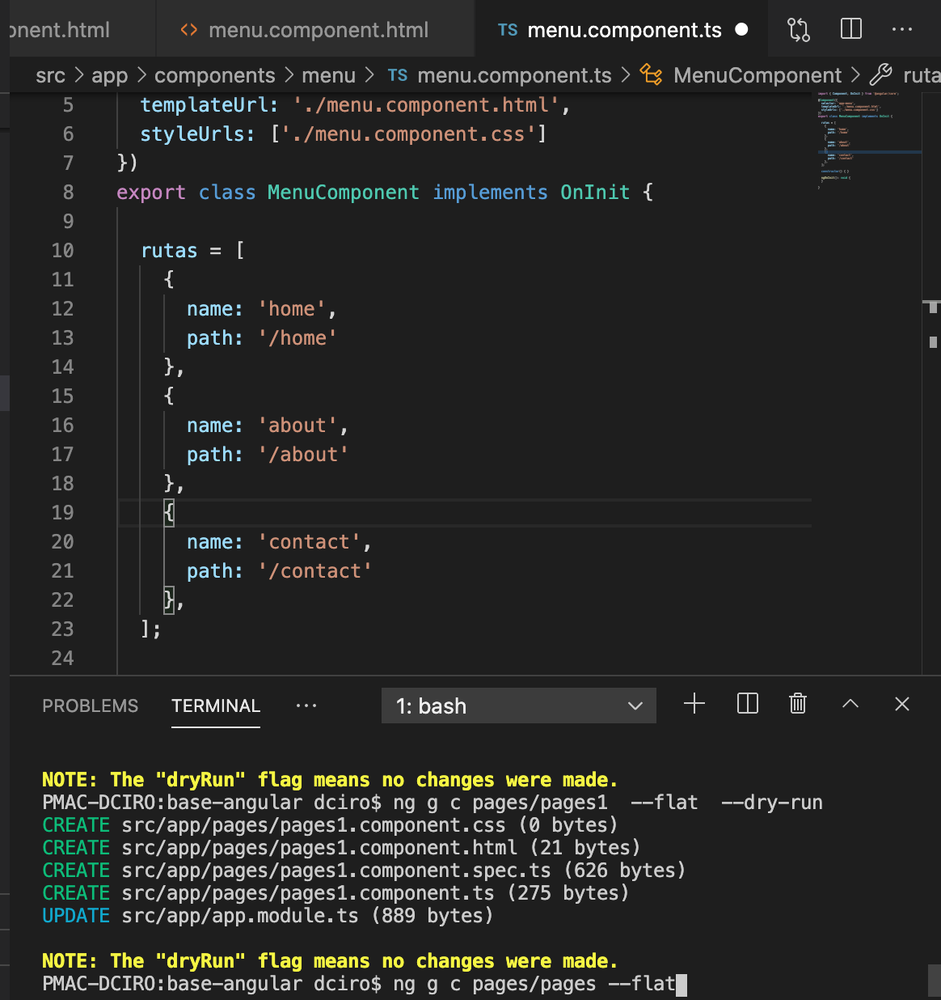 onent.html
<> menu.component.html
TS menu.component.ts
src > app > components > menu > TS menu.component.ts > MenuComponent > ruta
5 templateUrl: './menu.component.html',
6 styleUrls: ['./menu.component.css']
7 })
8 export class MenuComponent implements OnInit {
9
10 rutas = [
11 {
12 name: 'home',
13 path: '/home'
14 },
15 {
16 name: 'about',
17 path: '/about'
18 },
19 {
20 name: 'contact',
21 path: '/contact'
22 },
23 ];
24
PROBLEMS TERMINAL ··· 1: bash
NOTE: The "dryRun" flag means no changes were made.
PMAC-DCIRO:base-angular dciro$ ng g c pages/pages1  --flat  --dry-run
CREATE src/app/pages/pages1.component.css (0 bytes)
CREATE src/app/pages/pages1.component.html (21 bytes)
CREATE src/app/pages/pages1.component.spec.ts (626 bytes)
CREATE src/app/pages/pages1.component.ts (275 bytes)
UPDATE src/app/app.module.ts (889 bytes)
NOTE: The "dryRun" flag means no changes were made.
PMAC-DCIRO:base-angular dciro$ ng g c pages/pages --flat